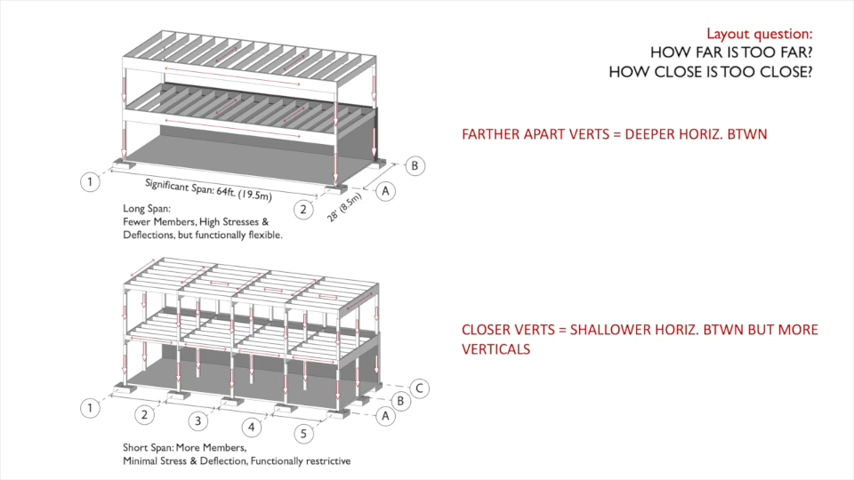 Layout question:
HOW FAR IS TOO FAR?
HOW CLOSE IS TOO CLOSE?
FARTHER APART VERTS = DEEPER HORIZ. BTWN
B
1
A
2
Significant Span: 64ft. (19.5m)
28' (8.5m)
Long Span:
Fewer Members, High Stresses &
Deflections, but functionally flexible.
CLOSER VERTS = SHALLOWER HORIZ. BTWN BUT MORE
VERTICALS
C
B
A
1
2
3
4
5
Short Span: More Members,
Minimal Stress & Deflection, Functionally restrictive